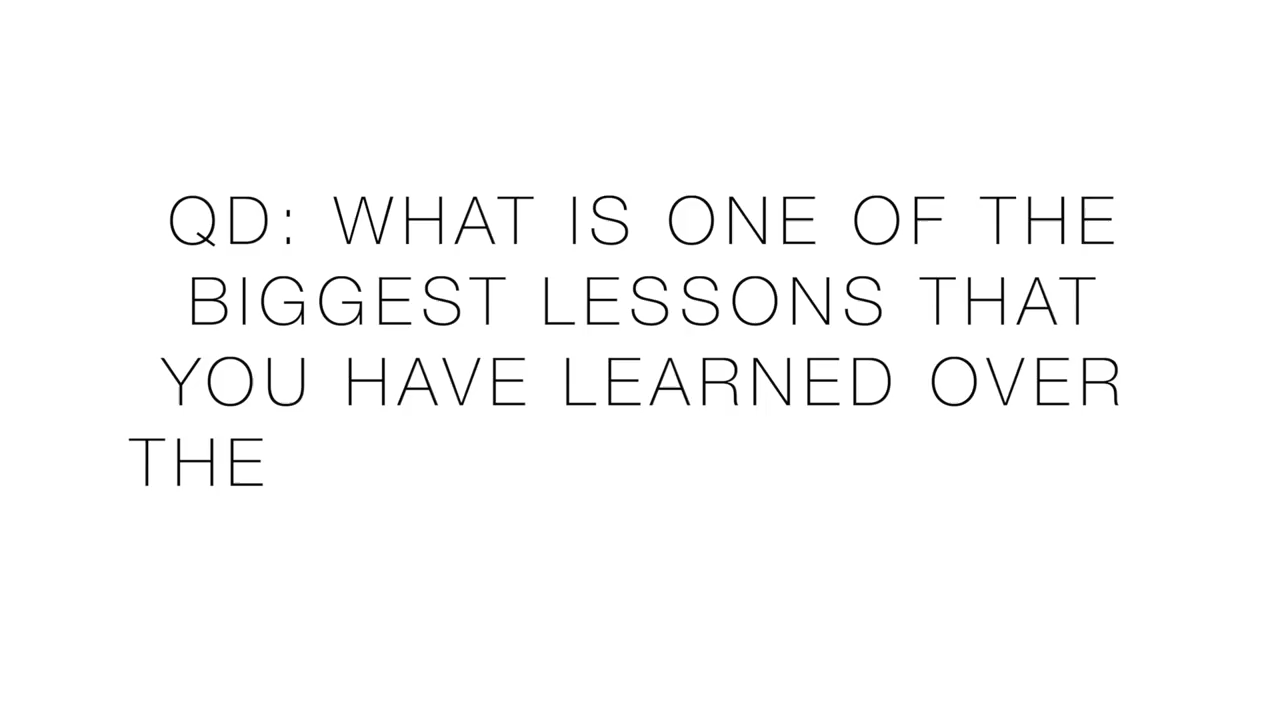 QD: WHAT IS ONE OF THE
BIGGEST LESSONS THAT
YOU HAVE LEARNED OVER
THE